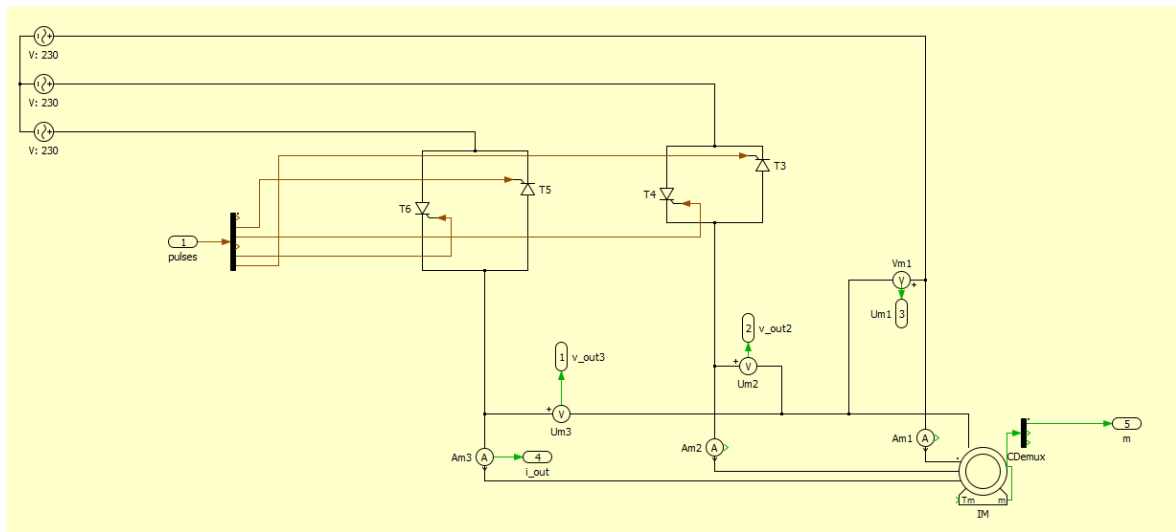 V: 230
V: 230
V: 230
T3
T5
T4
T6
1
pulses
Vm1
+
Um1 3
2 v_out2
+
Um2
1 v_out3
+
Um3
Am1 A
CDemux
5
m
Am2 A
Am3 A
4
i_out
Tm m
IM